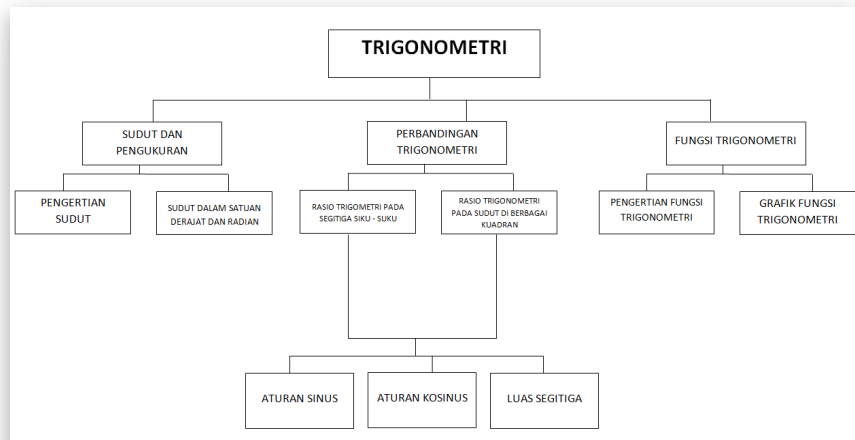 TRIGONOMETRI
SUDUT DAN
PENGUKURAN
PERBANDINGAN
TRIGONOMETRI
FUNGSI TRIGONOMETRI
PENGERTIAN
SUDUT
SUDUT DALAM SATUAN
DERAJAT DAN RADIAN
RASIO TRIGOMETRI PADA
SEGITIGA SIKU - SUKU
RASIO TRIGONOMETRI
PADA SUDUT DI BERBAGAI
KUADRAN
PENGERTIAN FUNGSI
TRIGONOMETRI
GRAFIK FUNGSI
TRIGONOMETRI
ATURAN SINUS
ATURAN KOSINUS
LUAS SEGITIGA